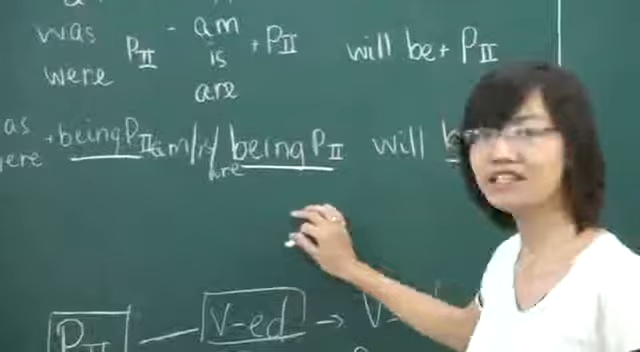 was PII - am + PII will be + PII
were is
are
as + being PII am/is/are being PII will
ere
PII — V-ed → V